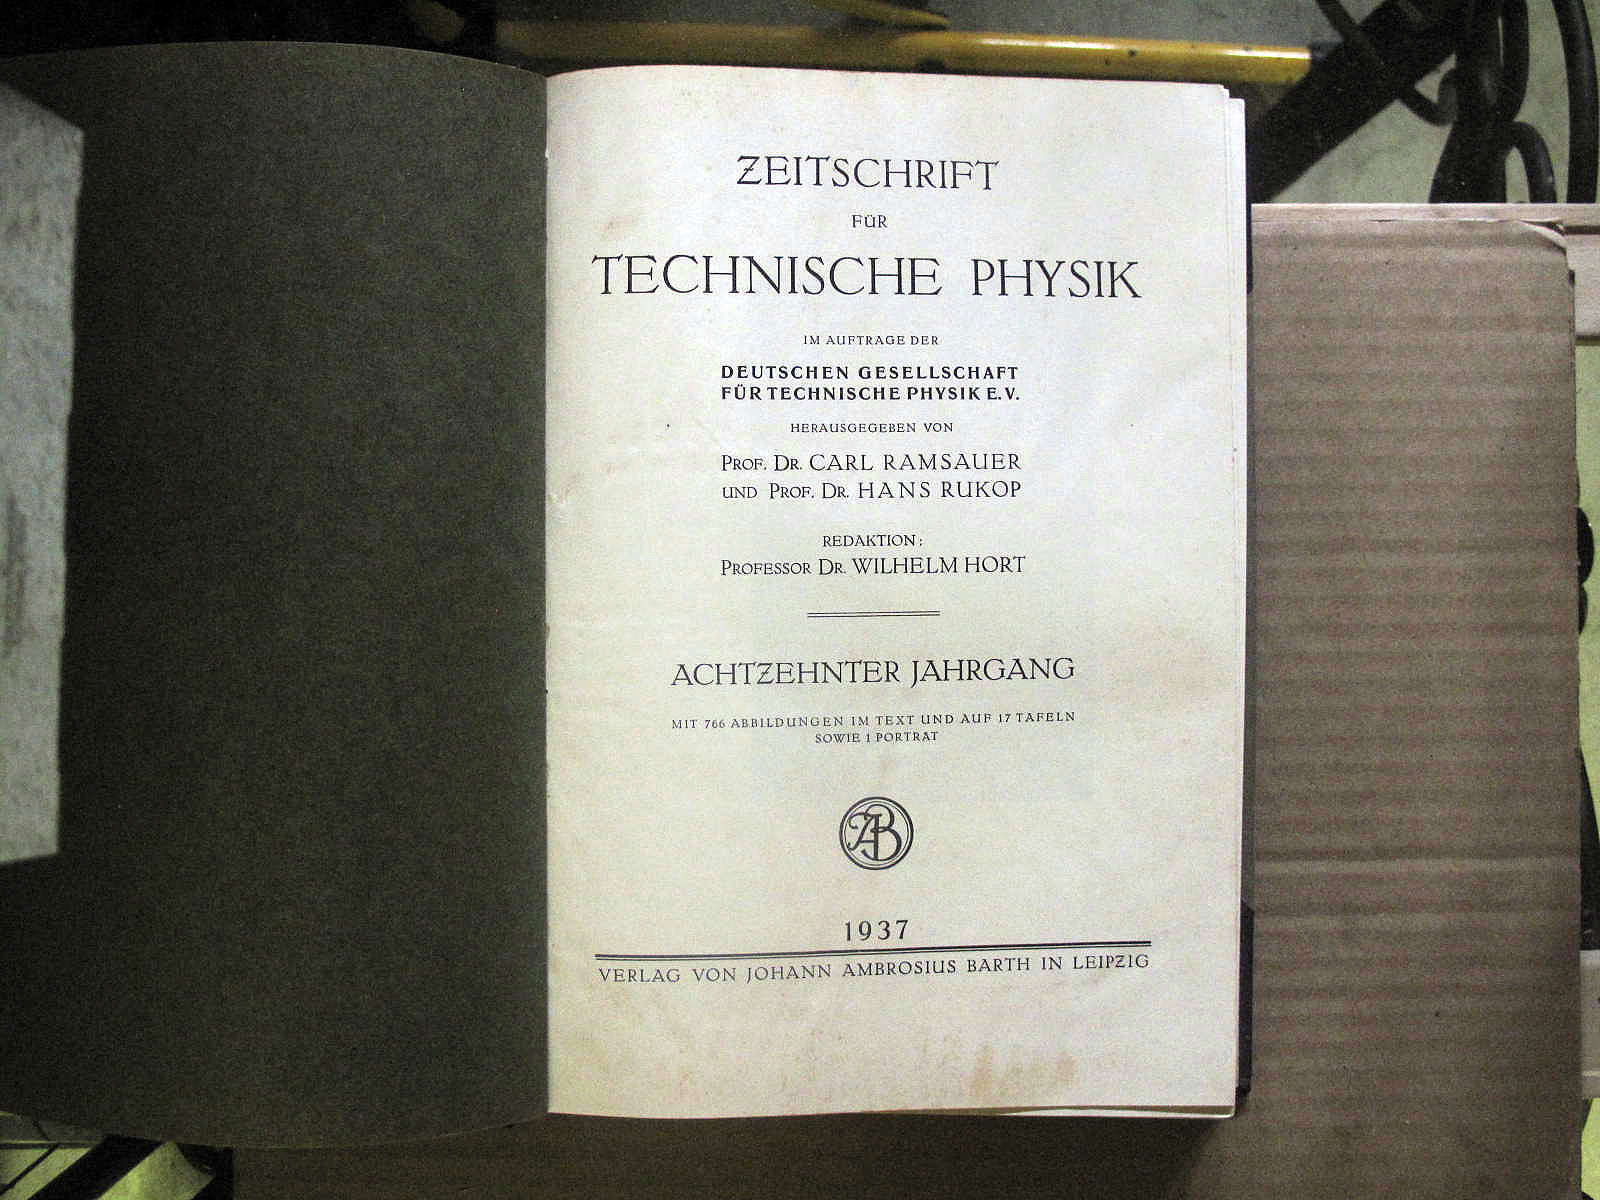 ZEITSCHRIFT
FÜR
TECHNISCHE PHYSIK
IM AUFTRAGE DER
DEUTSCHEN GESELLSCHAFT
FÜR TECHNISCHE PHYSIK E.V.
HERAUSGEGEBEN VON
PROF. DR. CARL RAMSAUER
UND PROF. DR. HANS RUKOP
REDAKTION:
PROFESSOR DR. WILHELM HORT
ACHTZEHNTER JAHRGANG
MIT 766 ABBILDUNGEN IM TEXT UND AUF 17 TAFELN
SOWIE 1 PORTRÄT
JAB
1937
VERLAG VON JOHANN AMBROSIUS BARTH IN LEIPZIG